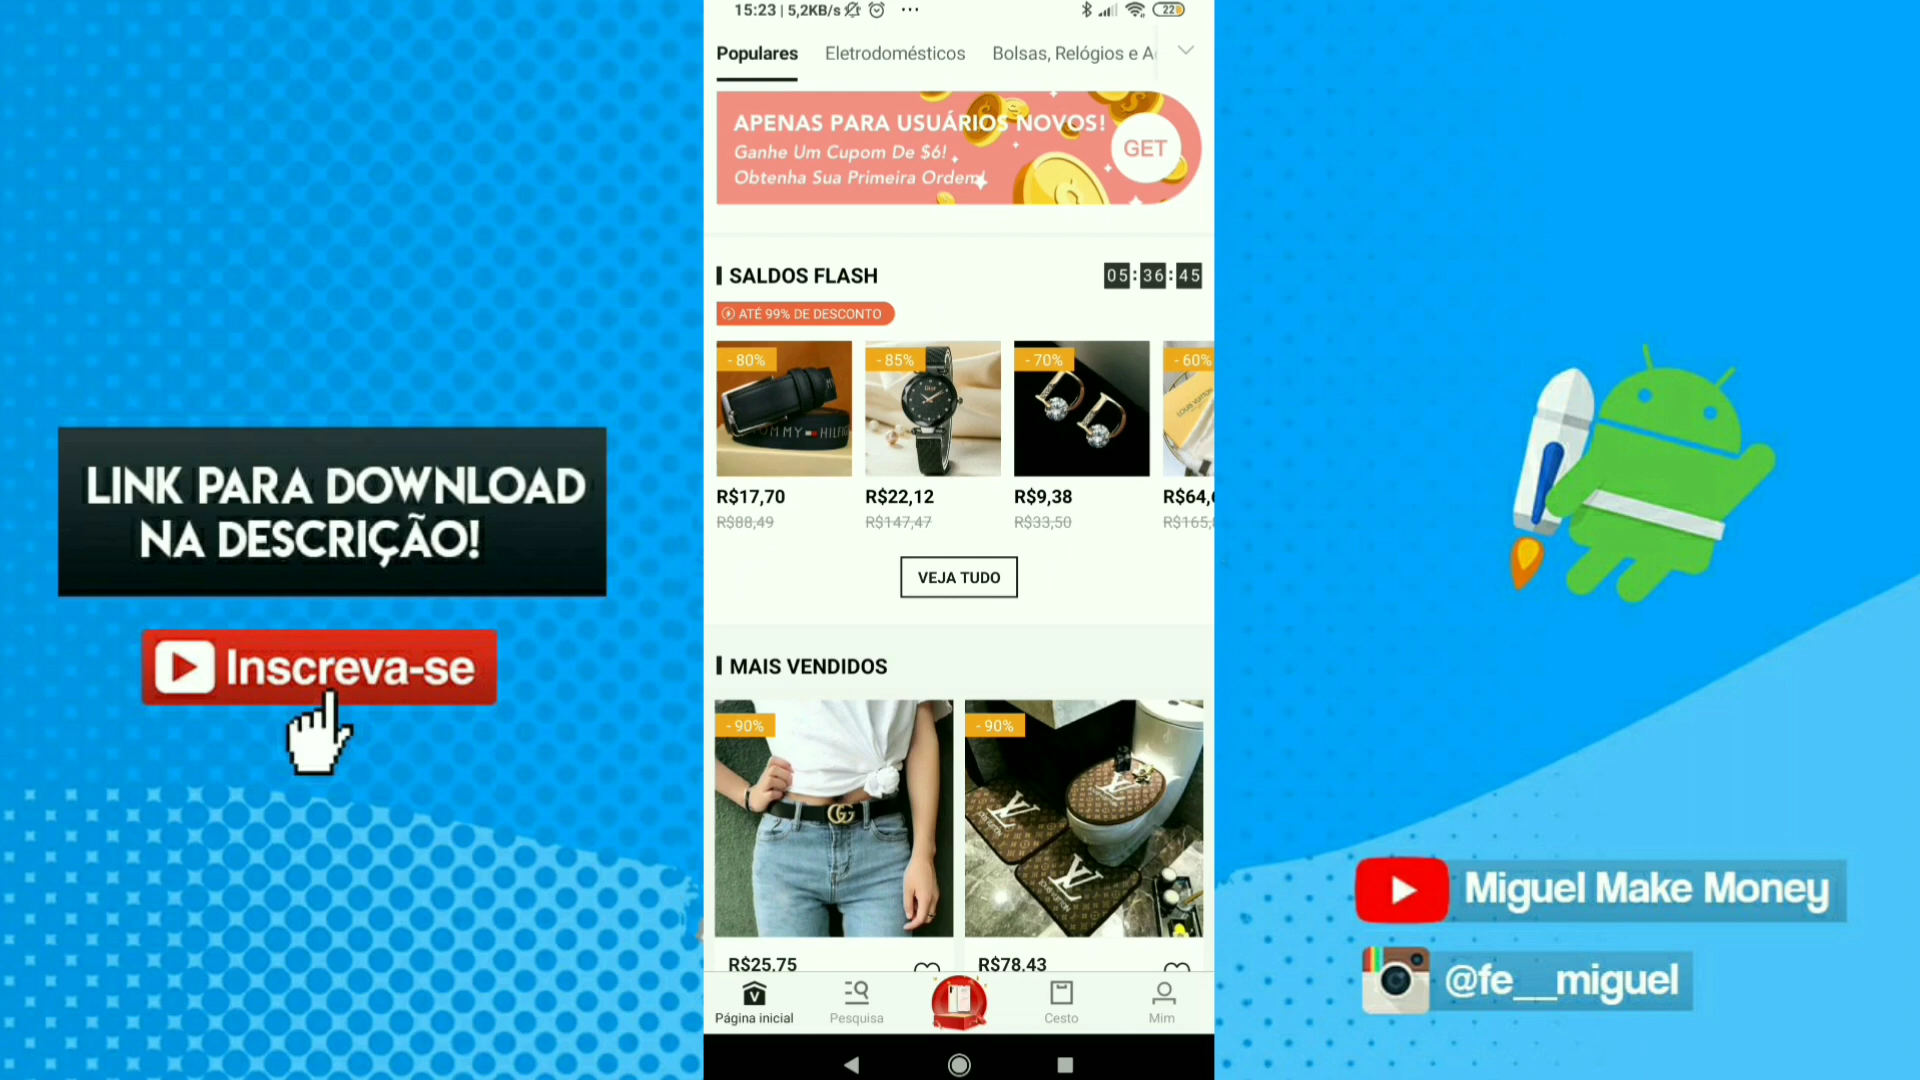 15:23 | 5,2KB/s
22
Populares Eletrodomésticos Bolsas, Relógios e A
APENAS PARA USUÁRIOS NOVOS!
Ganhe Um Cupom De $6!
Obtenha Sua Primeira Ordem!
GET
SALDOS FLASH
05:36:45
ATÉ 99% DE DESCONTO
- 80% - 85% - 70% - 60%
R$17,70 R$22,12 R$9,38 R$64,
R$88,49 R$147,47 R$33,50 R$165,
VEJA TUDO
MAIS VENDIDOS
- 90% - 90%
R$25,75 R$78,43
Página inicial Pesquisa Cesto Mim
LINK PARA DOWNLOAD
NA DESCRIÇÃO!
Inscreva-se
Miguel Make Money
@fe__miguel